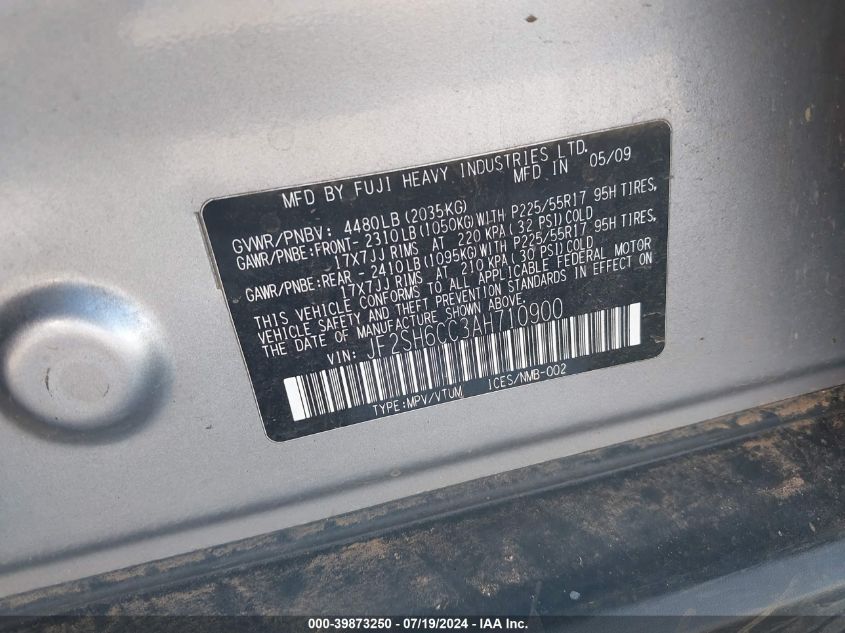 MFD BY FUJI HEAVY INDUSTRIES LTD.
MFD IN 05/09
GVWR/PNBV: 4480LB(2035KG)
GAWR/PNBE:FRONT- 2310LB(1050KG)WITH P225/55R17 95H TIRES,
17X7JJ RIMS AT 220 KPA( 32 PSI)COLD
GAWR/PNBE:REAR -2410LB(1095KG)WITH P225/55R17 95H TIRES,
17X7JJ RIMS AT 210 KPA( 30 PSI)COLD
THIS VEHICLE CONFORMS TO ALL APPLICABLE FEDERAL MOTOR
VEHICLE SAFETY AND THEFT PREVENTION STANDARDS IN EFFECT ON
THE DATE OF MANUFACTURE SHOWN ABOVE.
VIN: JF2SH6CC3AH710900
TYPE:MPV/VTUM ICES/NMB-002
000-39873250 - 07/19/2024 - IAA Inc.